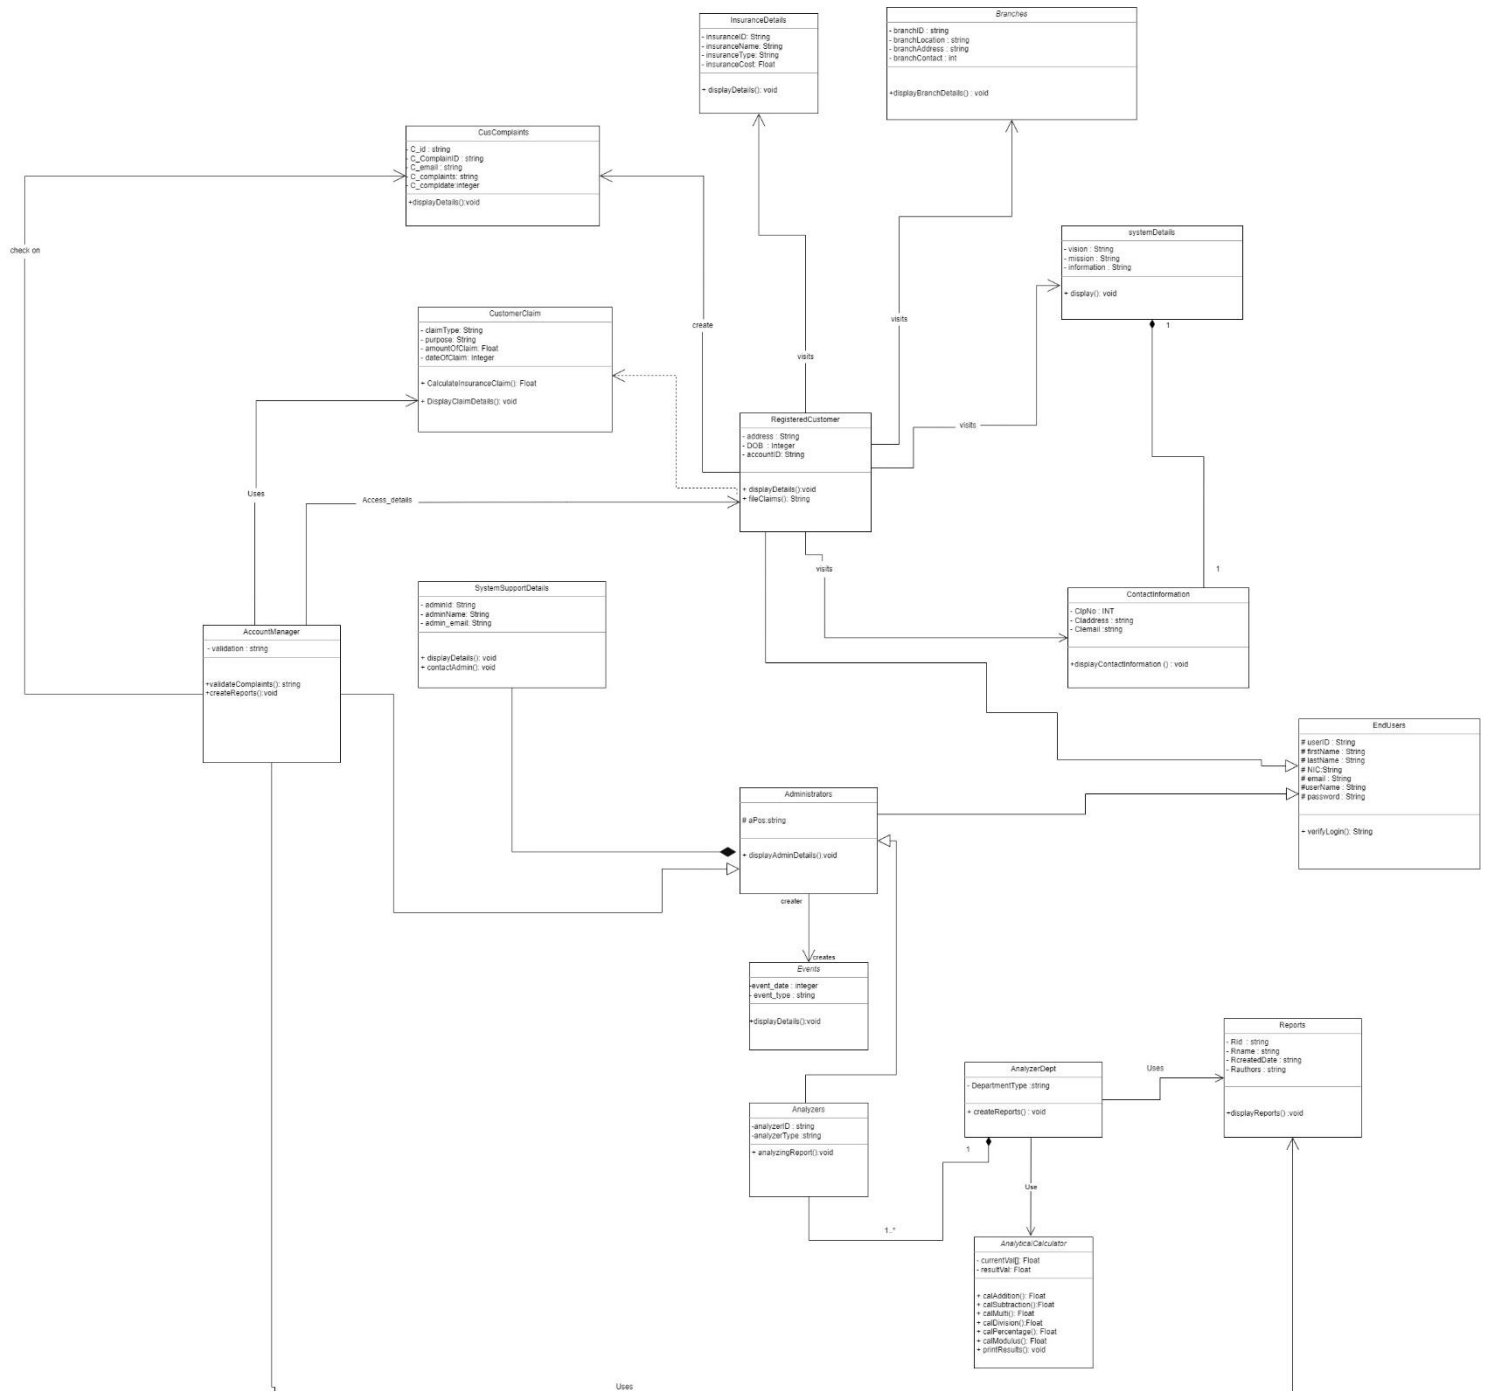 InsuranceDetails
- insuranceID: String
- insuranceName: String
- insuranceType: String
- insuranceCost: Float
+ displayDetails(): void
Branches
- branchID : string
- branchLocation : string
- branchAddress : string
- branchContact : int
+displayBranchDetails() : void
CusComplaints
- C_id : string
- C_ComplainID : string
- C_email : string
- C_complaints: string
- C_compldate:integer
+displayDetails():void
check on
create
visits
visits
systemDetails
- vision : String
- mission : String
- information : String
+ display(): void
1
CustomerClaim
- claimType: String
- purpose: String
- amountOfClaim: Float
- dateOfClaim: Integer
+ CalculateInsuranceClaim(): Float
+ DisplayClaimDetails(): void
RegisteredCustomer
- address : String
- DOB : Integer
- accountID: String
+ displayDetails():void
+ fileClaims(): String
visits
Uses
Access_details
visits
1
SystemSupportDetails
- adminId: String
- adminName: String
- admin_email: String
+ displayDetails(): void
+ contactAdmin(): void
ContactInformation
- CIpNo : INT
- CIaddress : string
- CIemail :string
+displayContactInformation () : void
AccountManager
- validation : string
+validateComplaints(): string
+createReports():void
EndUsers
# userID : String
# firstName : String
# lastName : String
# NIC:String
# email : String
#userName : String
# password : String
+ verifyLogin(): String
Administrators
# aPos:string
+ displayAdminDetails():void
creater
creates
Events
-event_date : integer
- event_type : string
+displayDetails():void
Reports
- Rid : string
- Rname : string
- RcreatedDate : string
- Rauthors : string
+displayReports() :void
AnalyzerDept
- DepartmentType :string
+ createReports() : void
Uses
Analyzers
-analyzerID : string
-analyzerType :string
+ analyzingReport():void
1
1..*
Use
AnalyticalCalculator
- currentVal[]: Float
- resultVal: Float
+ calAddition(): Float
+ calSubtraction():Float
+ calMulti(): Float
+ calDivision():Float
+ calPercentage(): Float
+ calModulus(): Float
+ printResults(): void
Uses